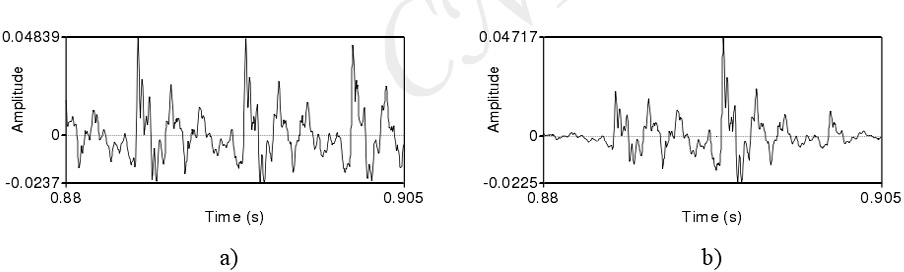 0.04839
Amplitude
0
-0.0237
0.88
0.905
Time (s)
a)
0.04717
Amplitude
0
-0.0225
0.88
0.905
Time (s)
b)